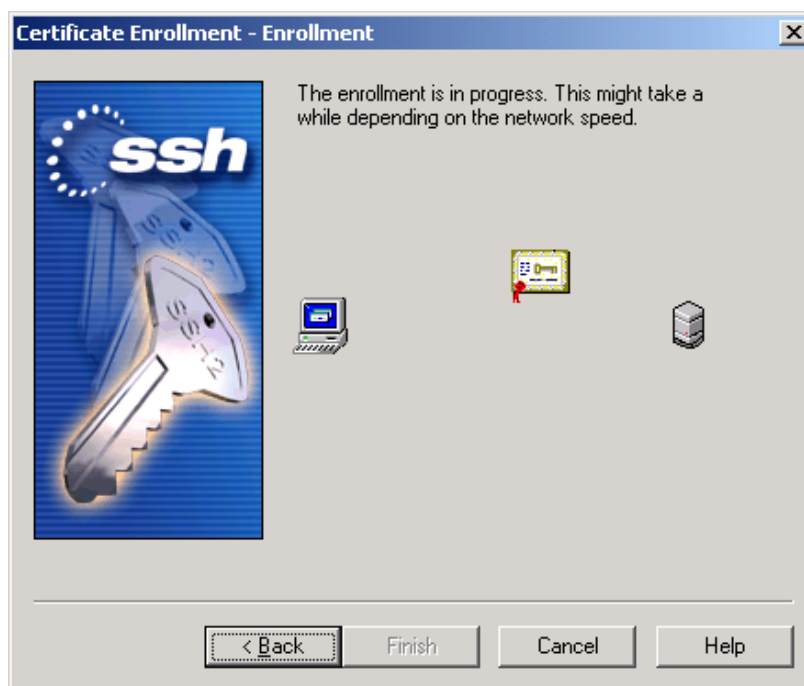 Certificate Enrollment - Enrollment
The enrollment is in progress. This might take a
while depending on the network speed.
ssh
< Back
Finish
Cancel
Help